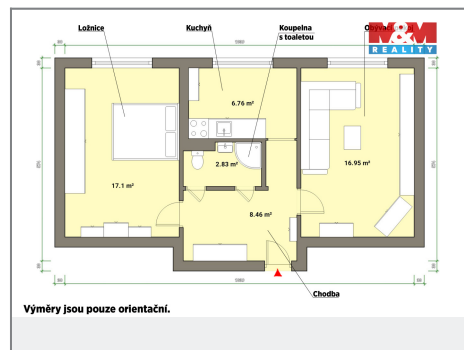 Ložnice
Kuchyň
Koupelna
s toaletou
Obývací
M&M
REALITY
6.76 m²
2.83 m²
17.1 m²
16.95 m²
8.46 m²
Chodba
Výměry jsou pouze orientační.